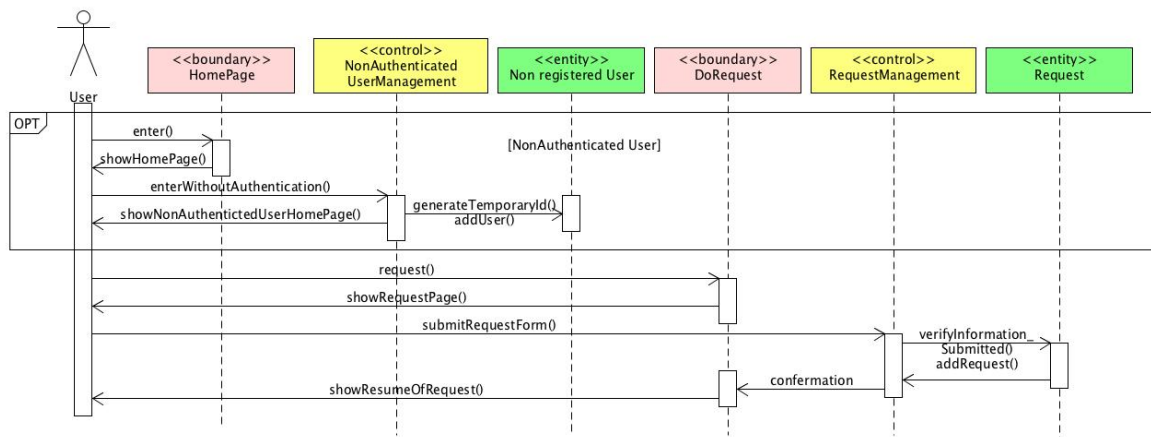 <<boundary>>
HomePage
<<control>>
NonAuthenticated
UserManagement
<<entity>>
Non registered User
<<boundary>>
DoRequest
<<control>>
RequestManagement
<<entity>>
Request
User
OPT
enter()
[NonAuthenticated User]
showHomePage()
enterWithoutAuthentication()
generateTemporaryId()
addUser()
showNonAuthentictedUserHomePage()
request()
showRequestPage()
submitRequestForm()
verifyInformation_
Submitted()
addRequest()
confermation
showResumeOfRequest()